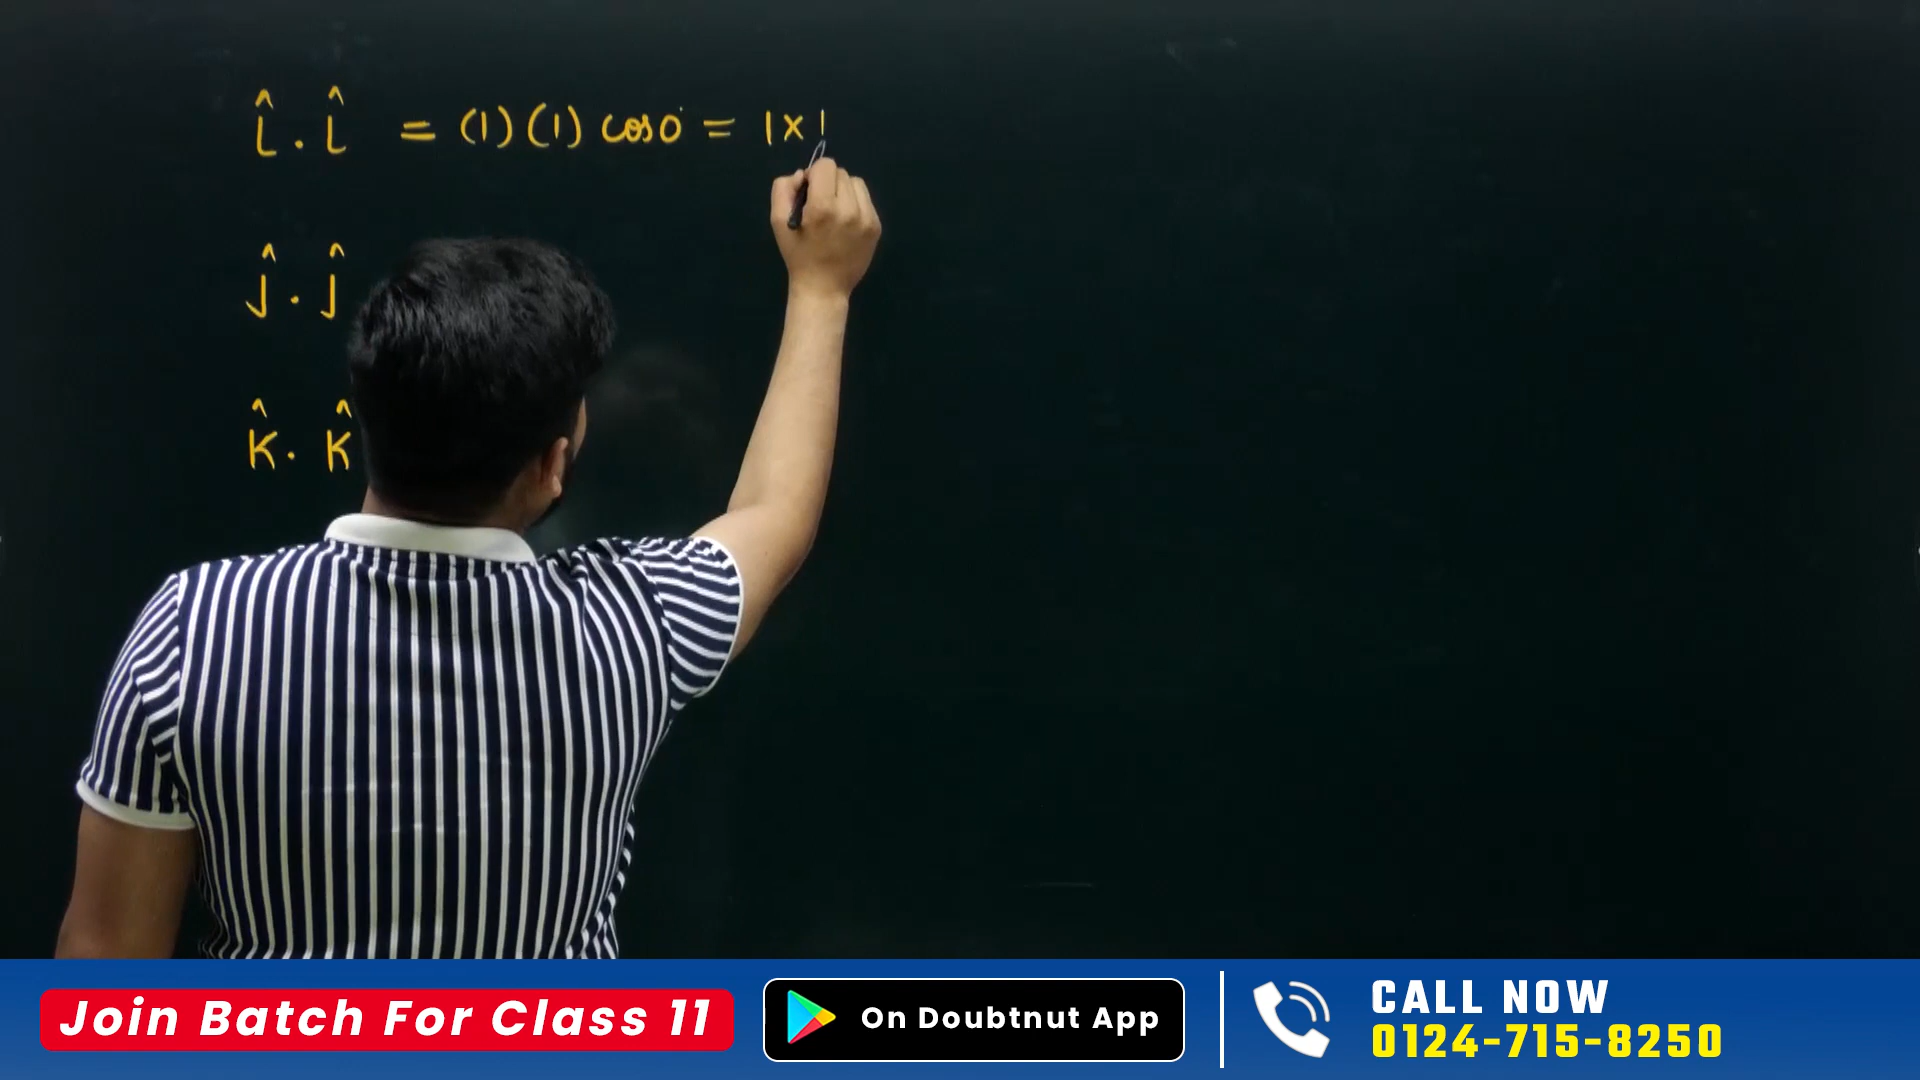 î . î = (1) (1) cos0° = 1×1
ĵ . ĵ
k̂ . k̂
Join Batch For Class 11
On Doubtnut App
CALL NOW
0124-715-8250